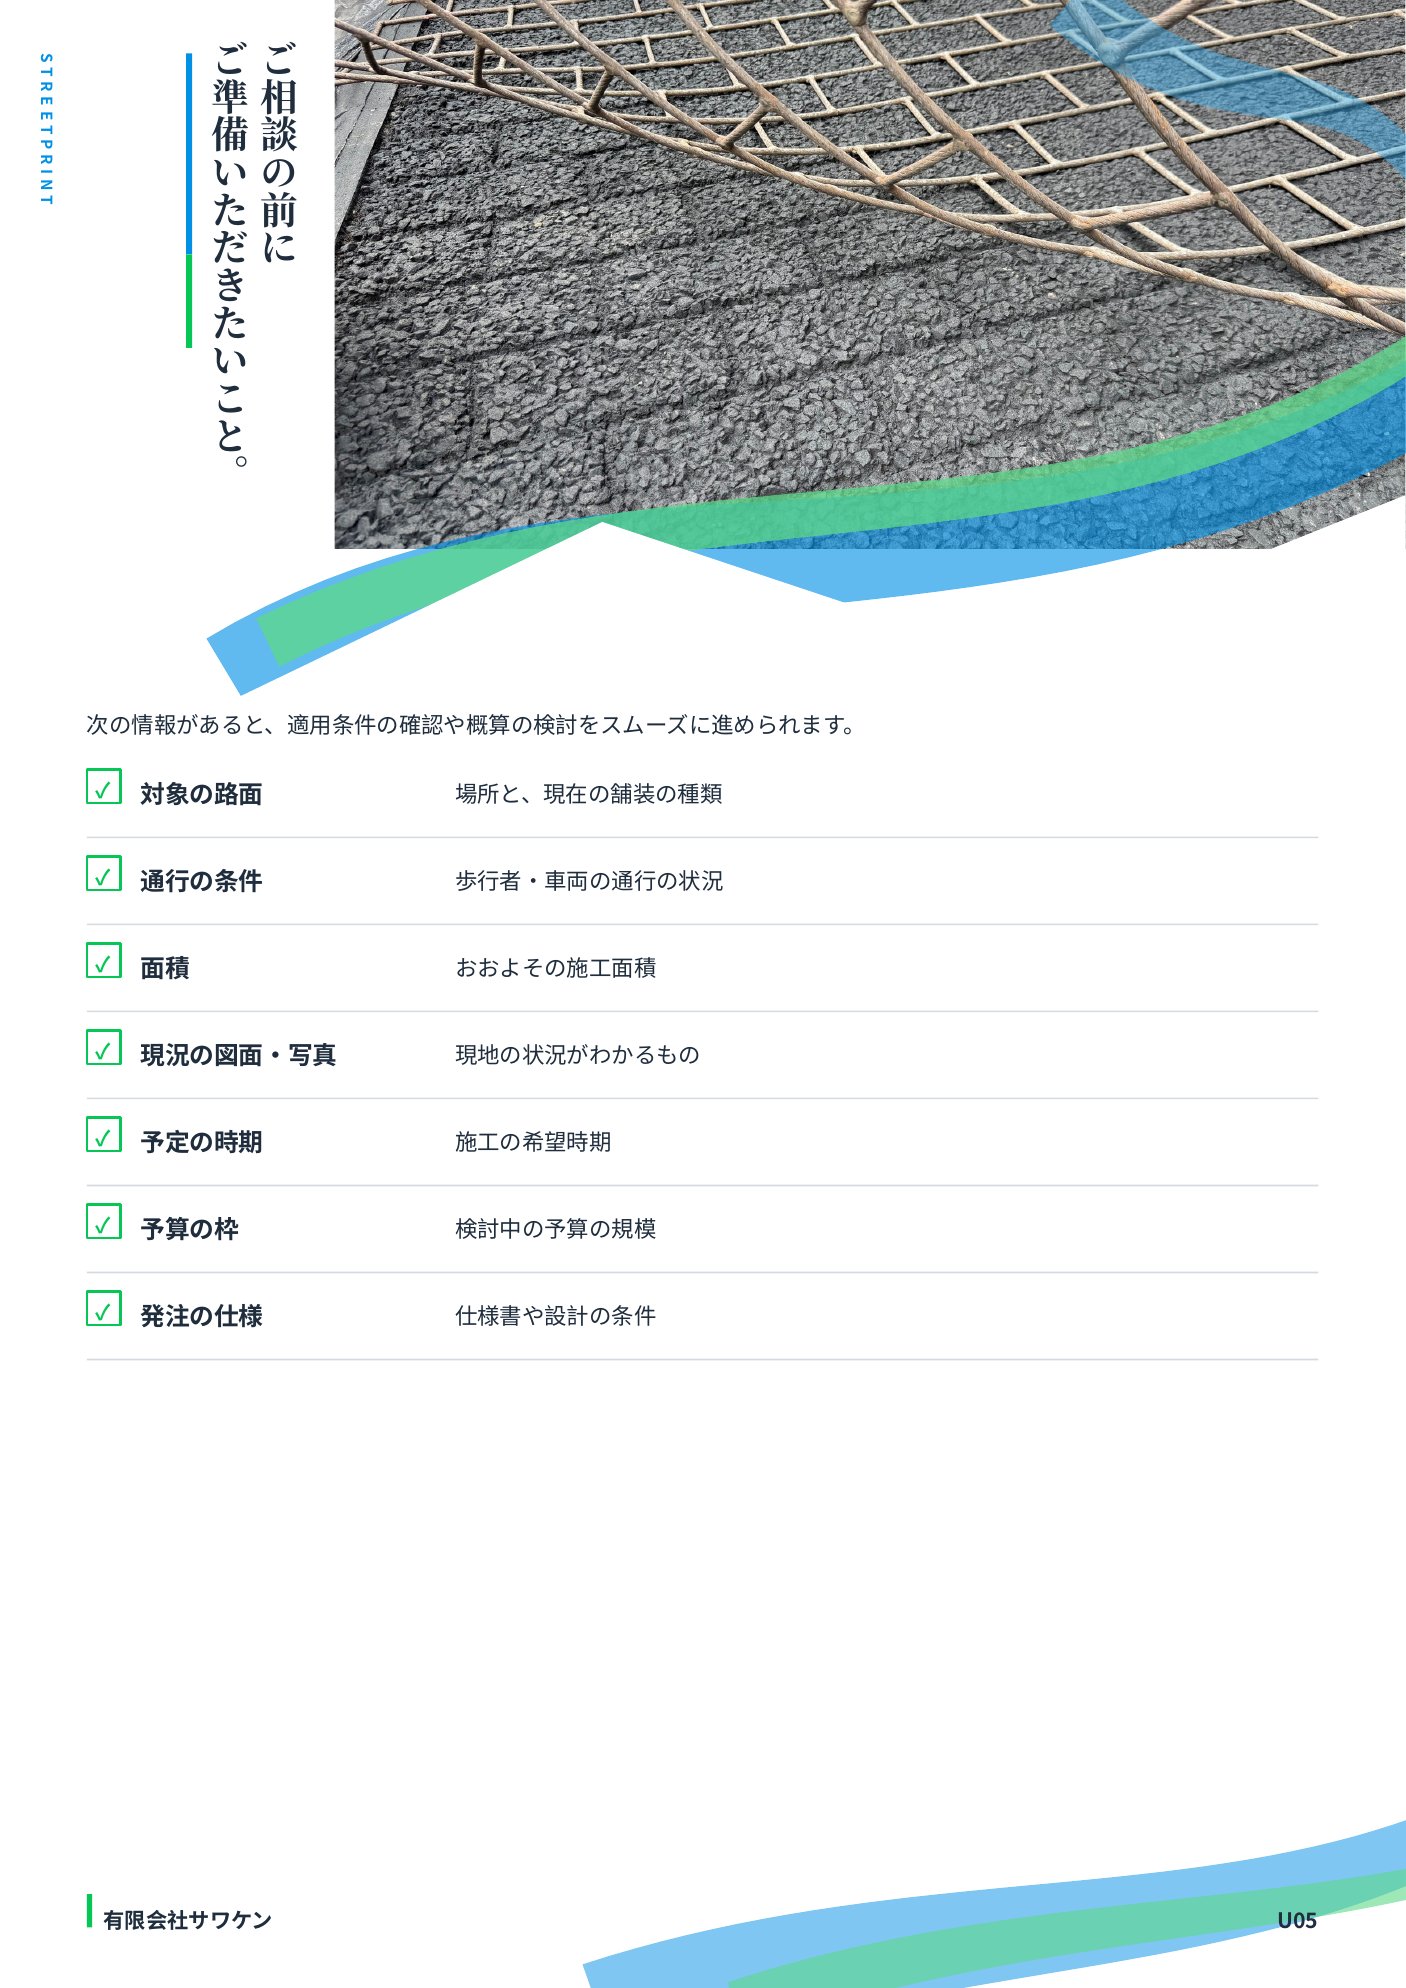 STREETPRINT
ご相談の前に
ご準備いただきたいこと。
次の情報があると、適用条件の確認や概算の検討をスムーズに進められます。
✓ 対象の路面 場所と、現在の舗装の種類
✓ 通行の条件 歩行者・車両の通行の状況
✓ 面積 おおよその施工面積
✓ 現況の図面・写真 現地の状況がわかるもの
✓ 予定の時期 施工の希望時期
✓ 予算の枠 検討中の予算の規模
✓ 発注の仕様 仕様書や設計の条件
有限会社サワケン
U05